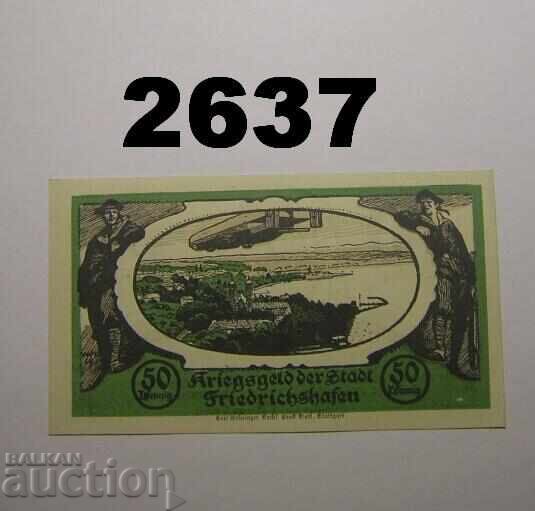 2637
50 Pfennig
Kriegsgeld der Stadt
Friedrichshafen
50 Pfennig
BALKAN
auction